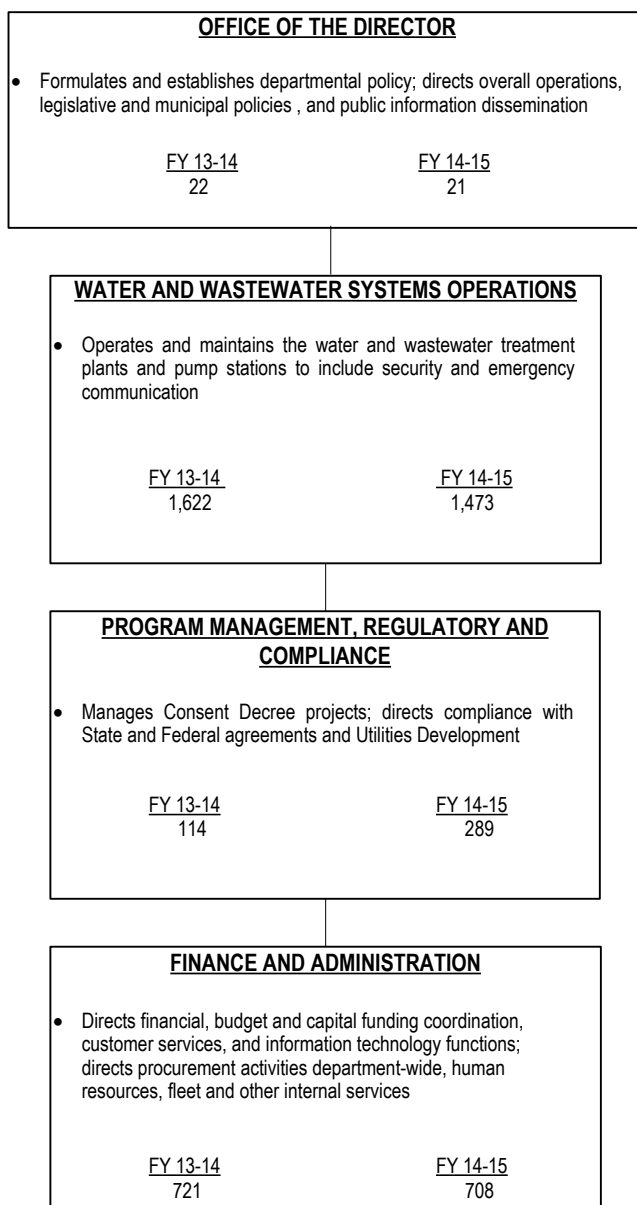 OFFICE OF THE DIRECTOR
• Formulates and establishes departmental policy; directs overall operations,
legislative and municipal policies , and public information dissemination
FY 13-14 FY 14-15
22 21
WATER AND WASTEWATER SYSTEMS OPERATIONS
• Operates and maintains the water and wastewater treatment
plants and pump stations to include security and emergency
communication
FY 13-14 FY 14-15
1,622 1,473
PROGRAM MANAGEMENT, REGULATORY AND
COMPLIANCE
• Manages Consent Decree projects; directs compliance with
State and Federal agreements and Utilities Development
FY 13-14 FY 14-15
114 289
FINANCE AND ADMINISTRATION
• Directs financial, budget and capital funding coordination,
customer services, and information technology functions;
directs procurement activities department-wide, human
resources, fleet and other internal services
FY 13-14 FY 14-15
721 708